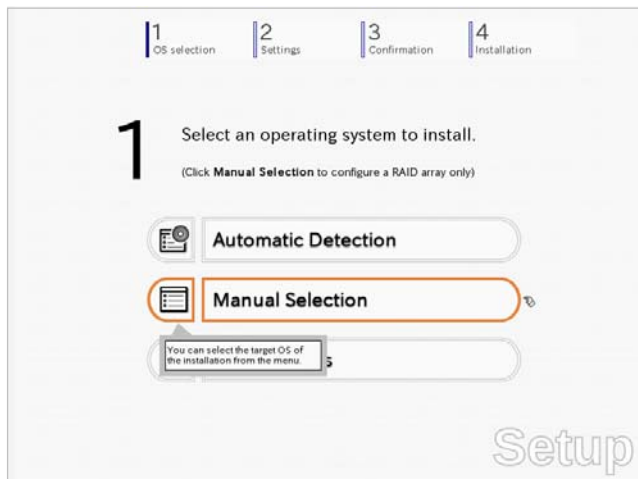 1
OS selection
2
Settings
3
Confirmation
4
Installation
1
Select an operating system to install.
(Click Manual Selection to configure a RAID array only)
Automatic Detection
Manual Selection
You can select the target OS of
the installation from the menu.
s
Setup